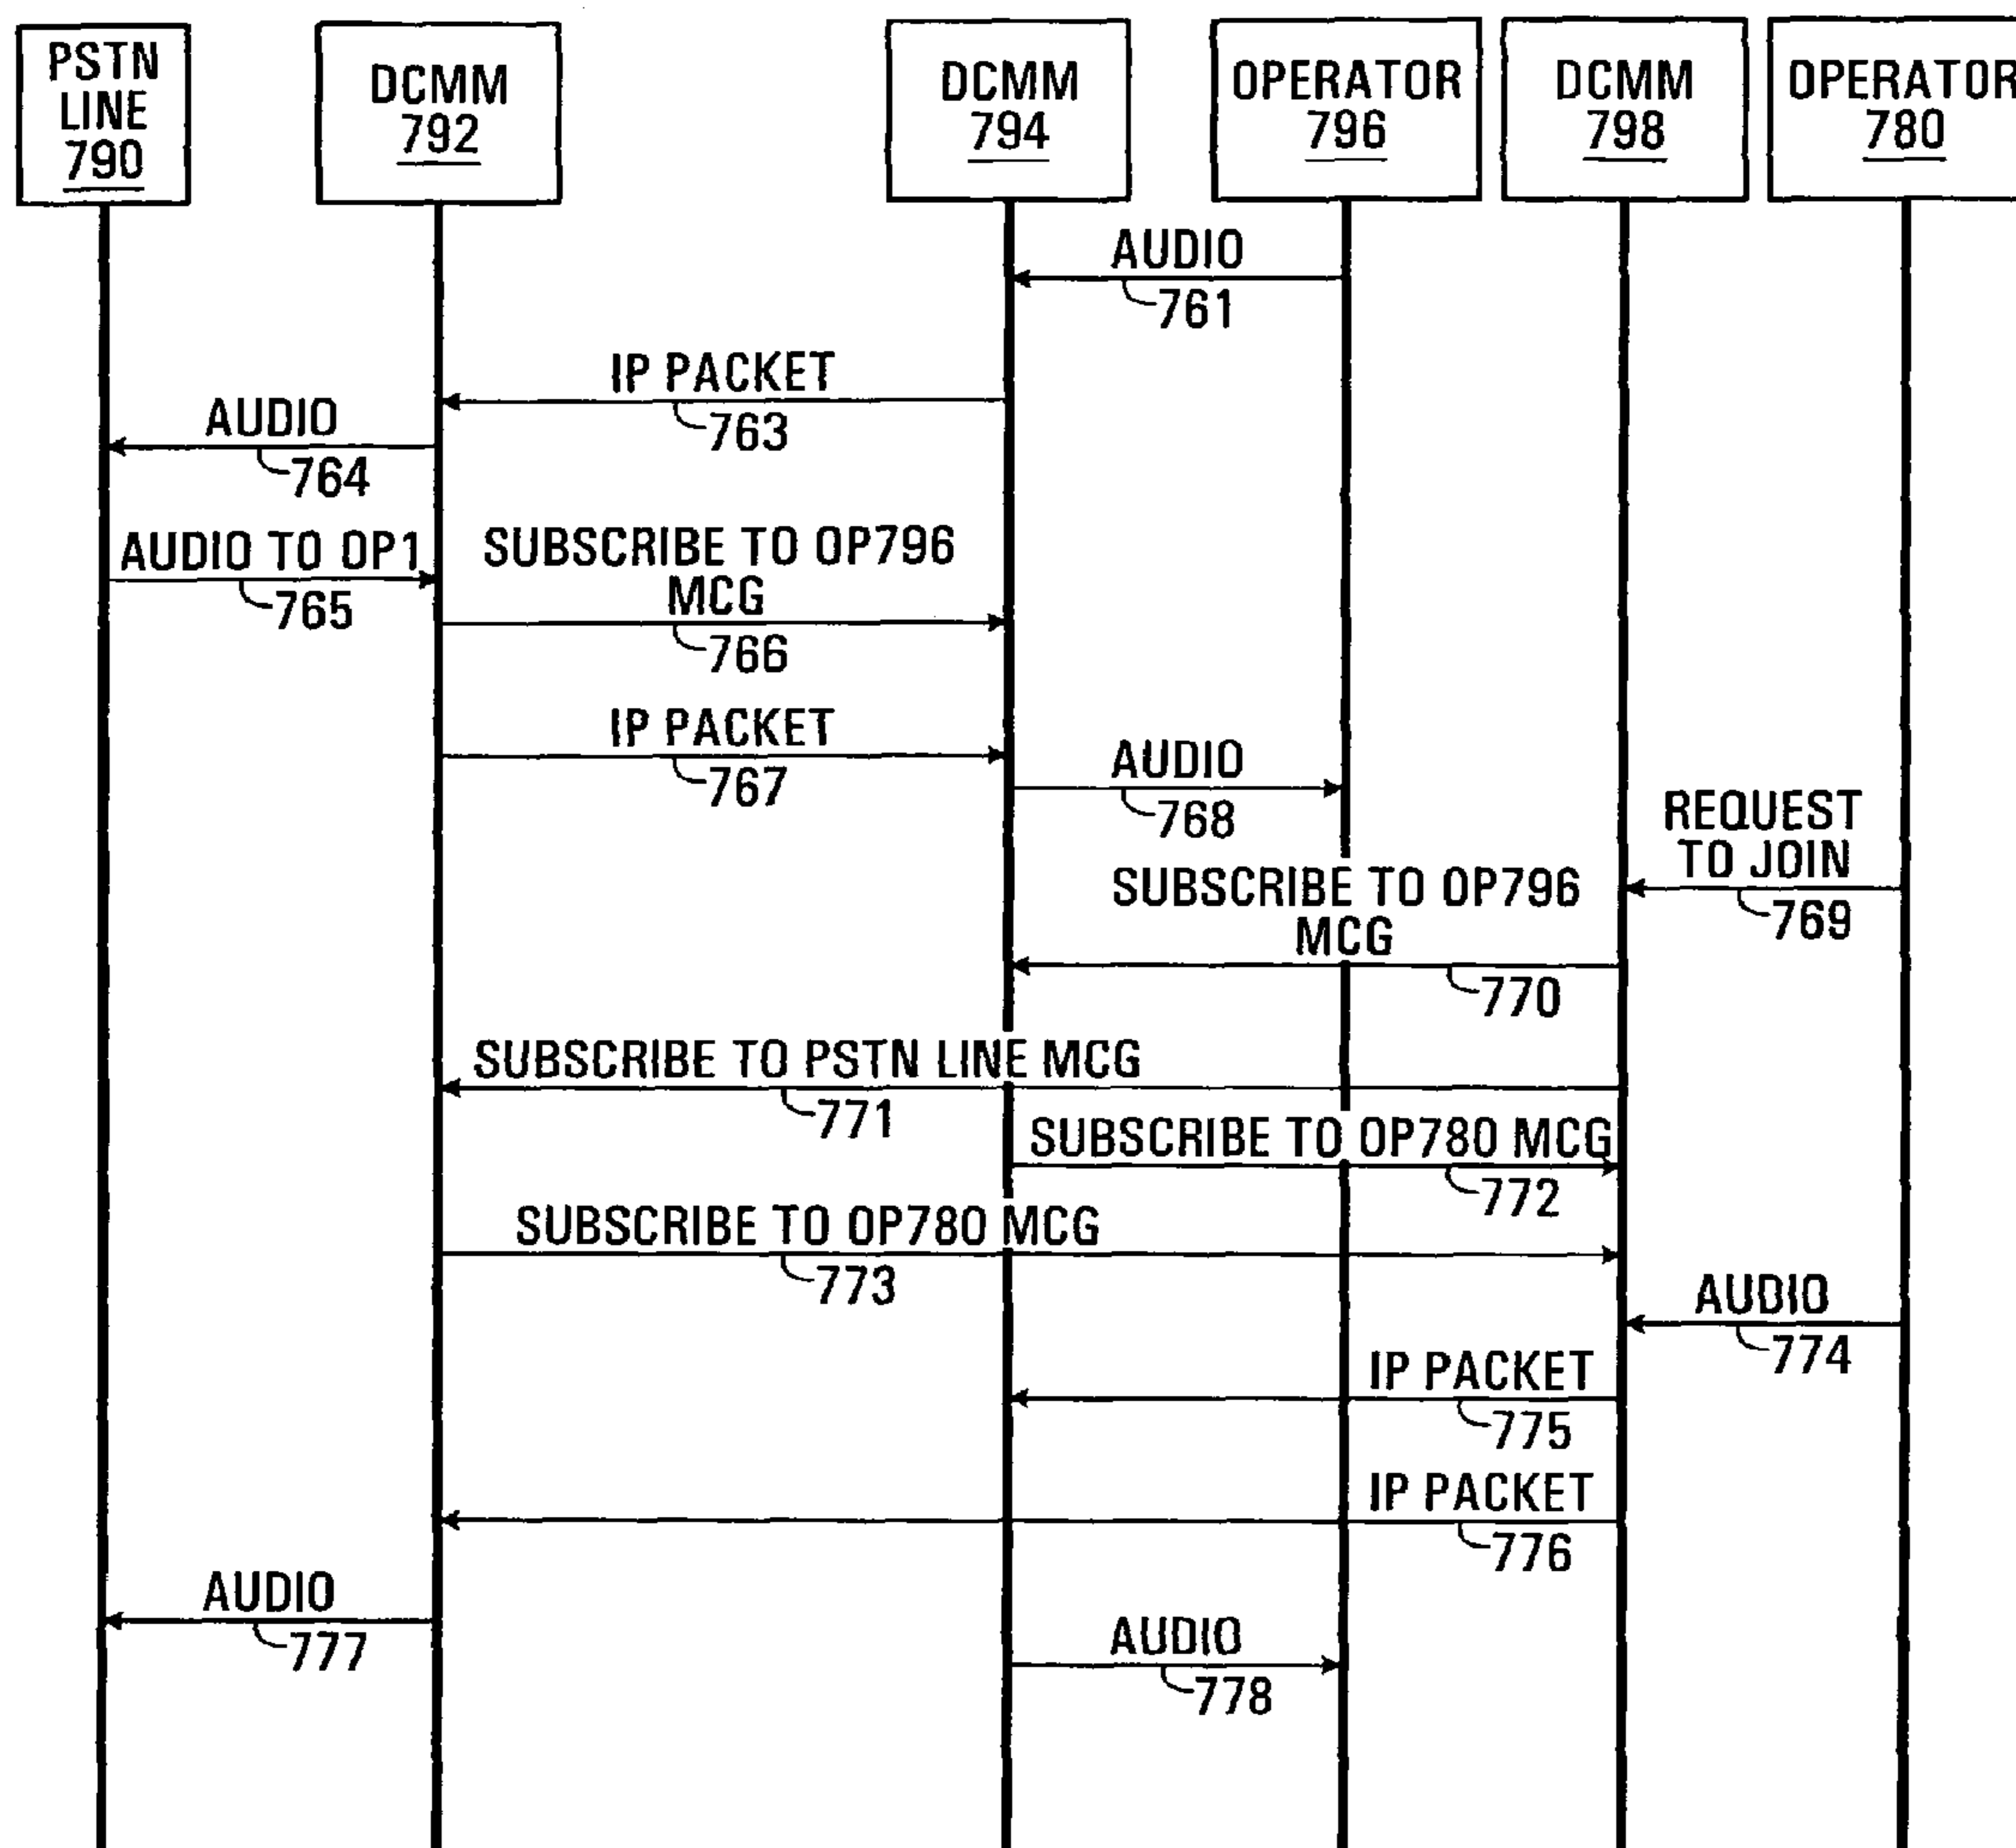 PSTN
LINE
790
DCMM
792
DCMM
794
OPERATOR
796
DCMM
798
OPERATOR
780
AUDIO
761
IP PACKET
763
AUDIO
764
AUDIO TO OP1
765
SUBSCRIBE TO OP796
MCG
766
IP PACKET
767
AUDIO
768
REQUEST
TO JOIN
769
SUBSCRIBE TO OP796
MCG
770
SUBSCRIBE TO PSTN LINE MCG
771
SUBSCRIBE TO OP780 MCG
772
SUBSCRIBE TO OP780 MCG
773
AUDIO
774
IP PACKET
775
IP PACKET
776
AUDIO
777
AUDIO
778